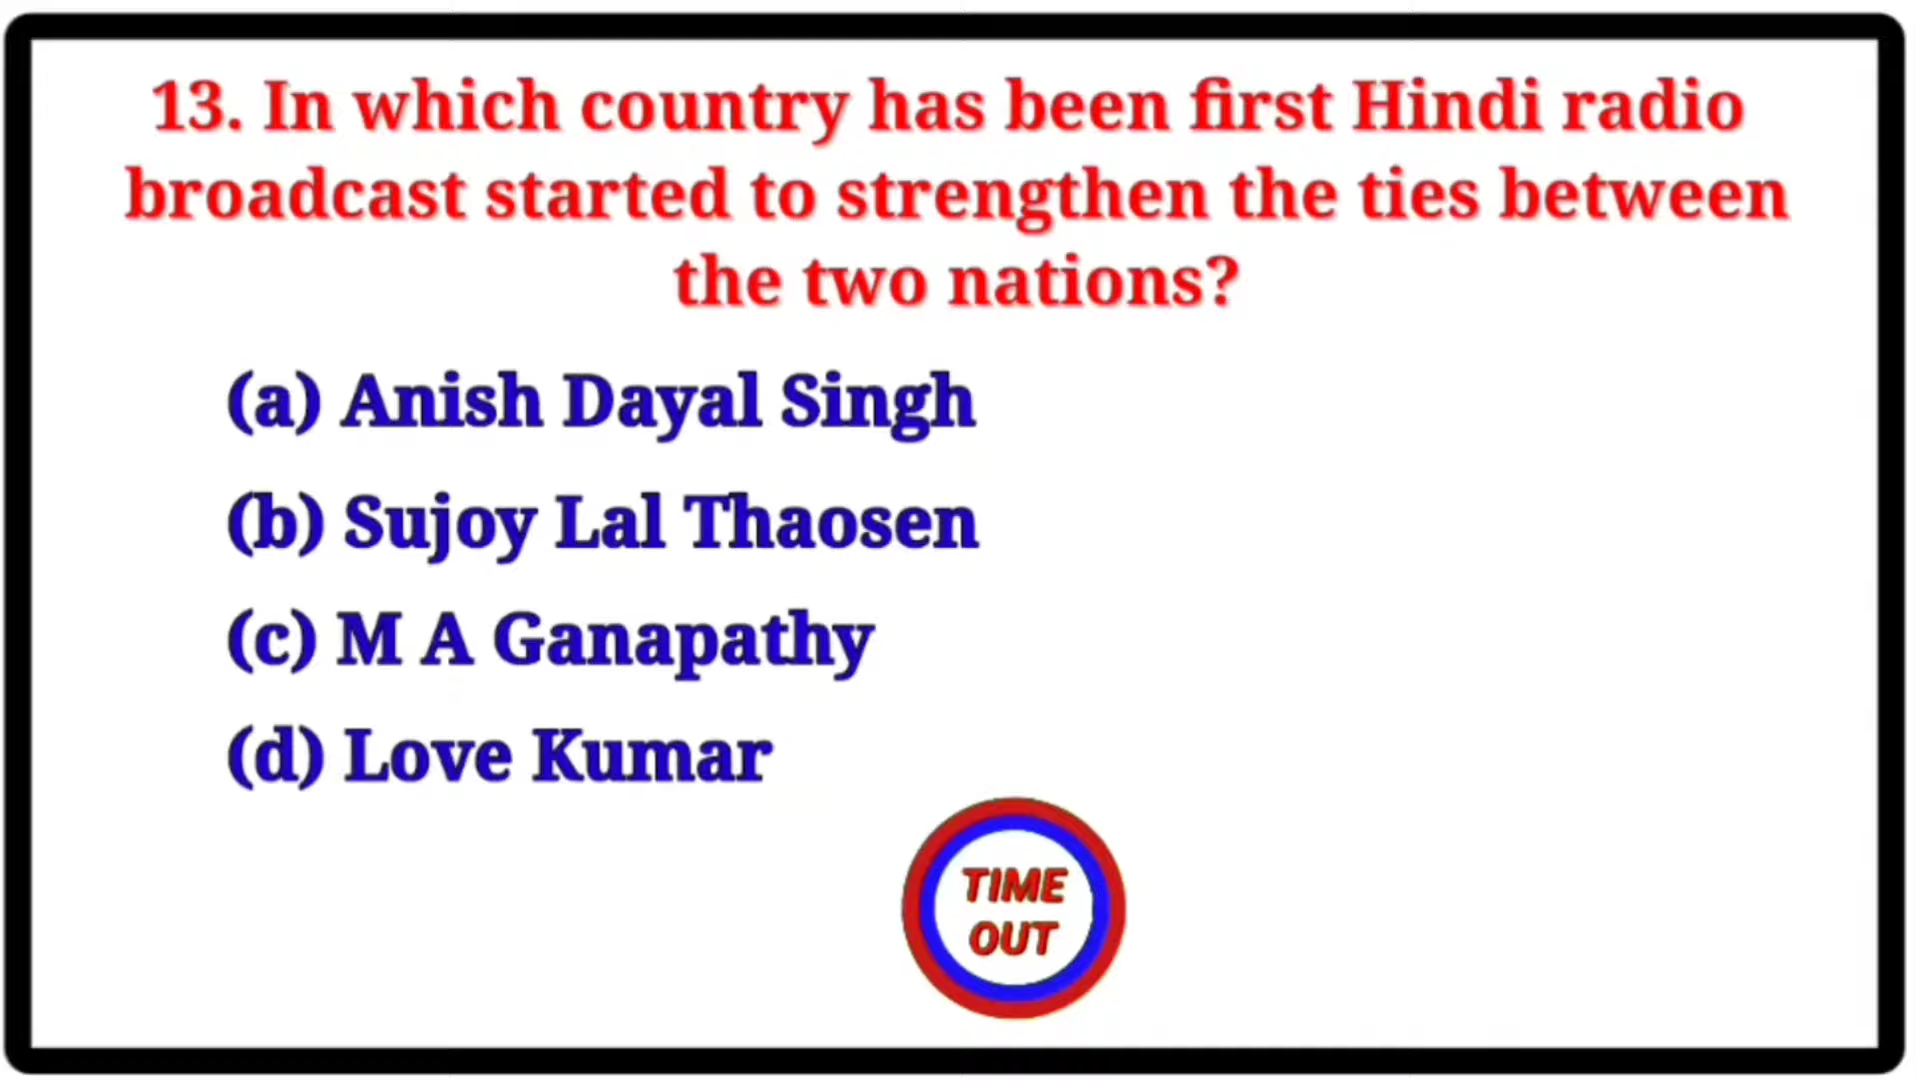 13. In which country has been first Hindi radio
broadcast started to strengthen the ties between
the two nations?
(a) Anish Dayal Singh
(b) Sujoy Lal Thaosen
(c) M A Ganapathy
(d) Love Kumar
TIME
OUT